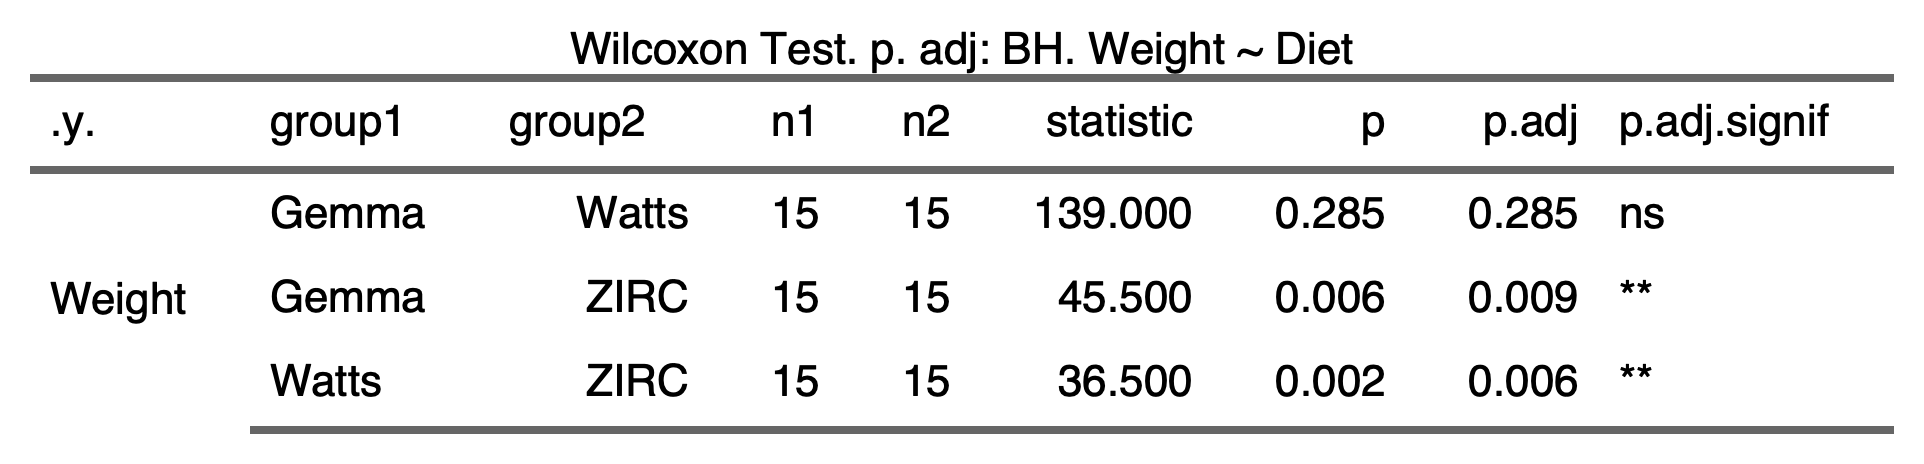 Wilcoxon Test. p. adj: BH. Weight ~ Diet
.y. group1 group2 n1 n2 statistic p p.adj p.adj.signif
Gemma Watts 15 15 139.000 0.285 0.285 ns
Weight Gemma ZIRC 15 15 45.500 0.006 0.009 **
Watts ZIRC 15 15 36.500 0.002 0.006 **